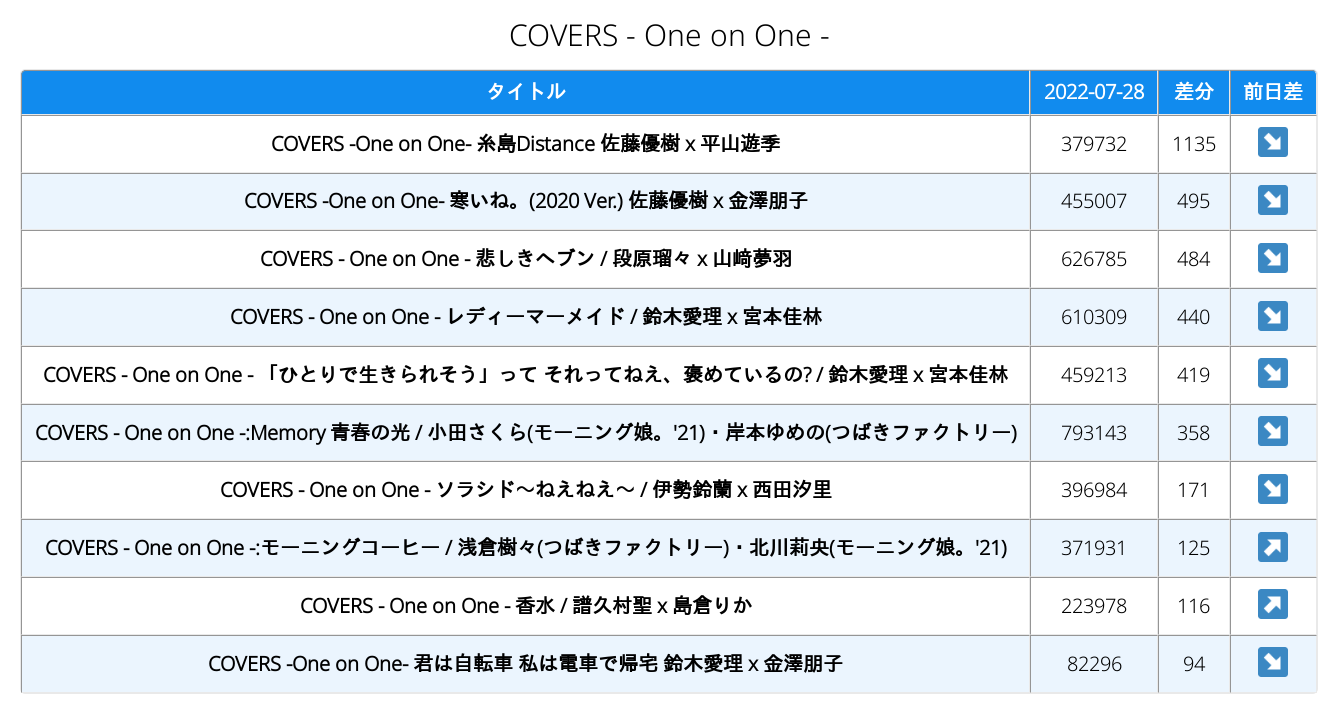 COVERS - One on One -
タイトル 2022-07-28 差分 前日差
COVERS -One on One- 糸島Distance 佐藤優樹 x 平山遊季 379732 1135
COVERS -One on One- 寒いね。(2020 Ver.) 佐藤優樹 x 金澤朋子 455007 495
COVERS - One on One - 悲しきヘブン / 段原瑠々 x 山﨑夢羽 626785 484
COVERS - One on One - レディーマーメイド / 鈴木愛理 x 宮本佳林 610309 440
COVERS - One on One - 「ひとりで生きられそう」って それってねえ、褒めているの? / 鈴木愛理 x 宮本佳林 459213 419
COVERS - One on One -:Memory 青春の光 / 小田さくら(モーニング娘。'21)・岸本ゆめの(つばきファクトリー) 793143 358
COVERS - One on One - ソラシド〜ねえねえ〜 / 伊勢鈴蘭 x 西田汐里 396984 171
COVERS - One on One -:モーニングコーヒー / 浅倉樹々(つばきファクトリー)・北川莉央(モーニング娘。'21) 371931 125
COVERS - One on One - 香水 / 譜久村聖 x 島倉りか 223978 116
COVERS -One on One- 君は自転車 私は電車で帰宅 鈴木愛理 x 金澤朋子 82296 94